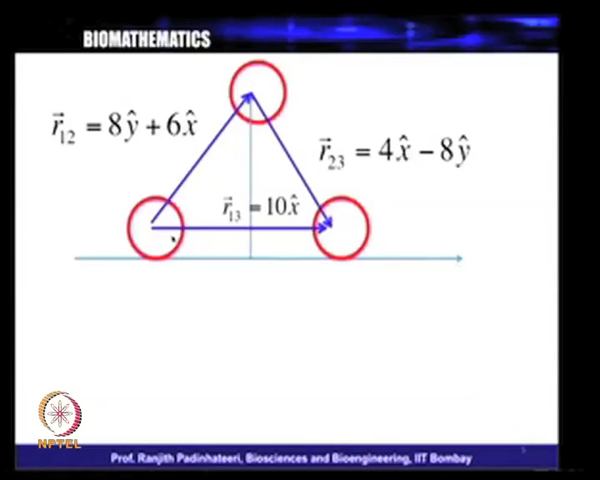 BIOMATHEMATICS
r⃗₁₂ = 8ŷ + 6x̂
r⃗₂₃ = 4x̂ − 8ŷ
r⃗₁₃ = 10x̂
NPTEL
Prof. Ranjith Padinhateeri, Biosciences and Bioengineering, IIT Bombay